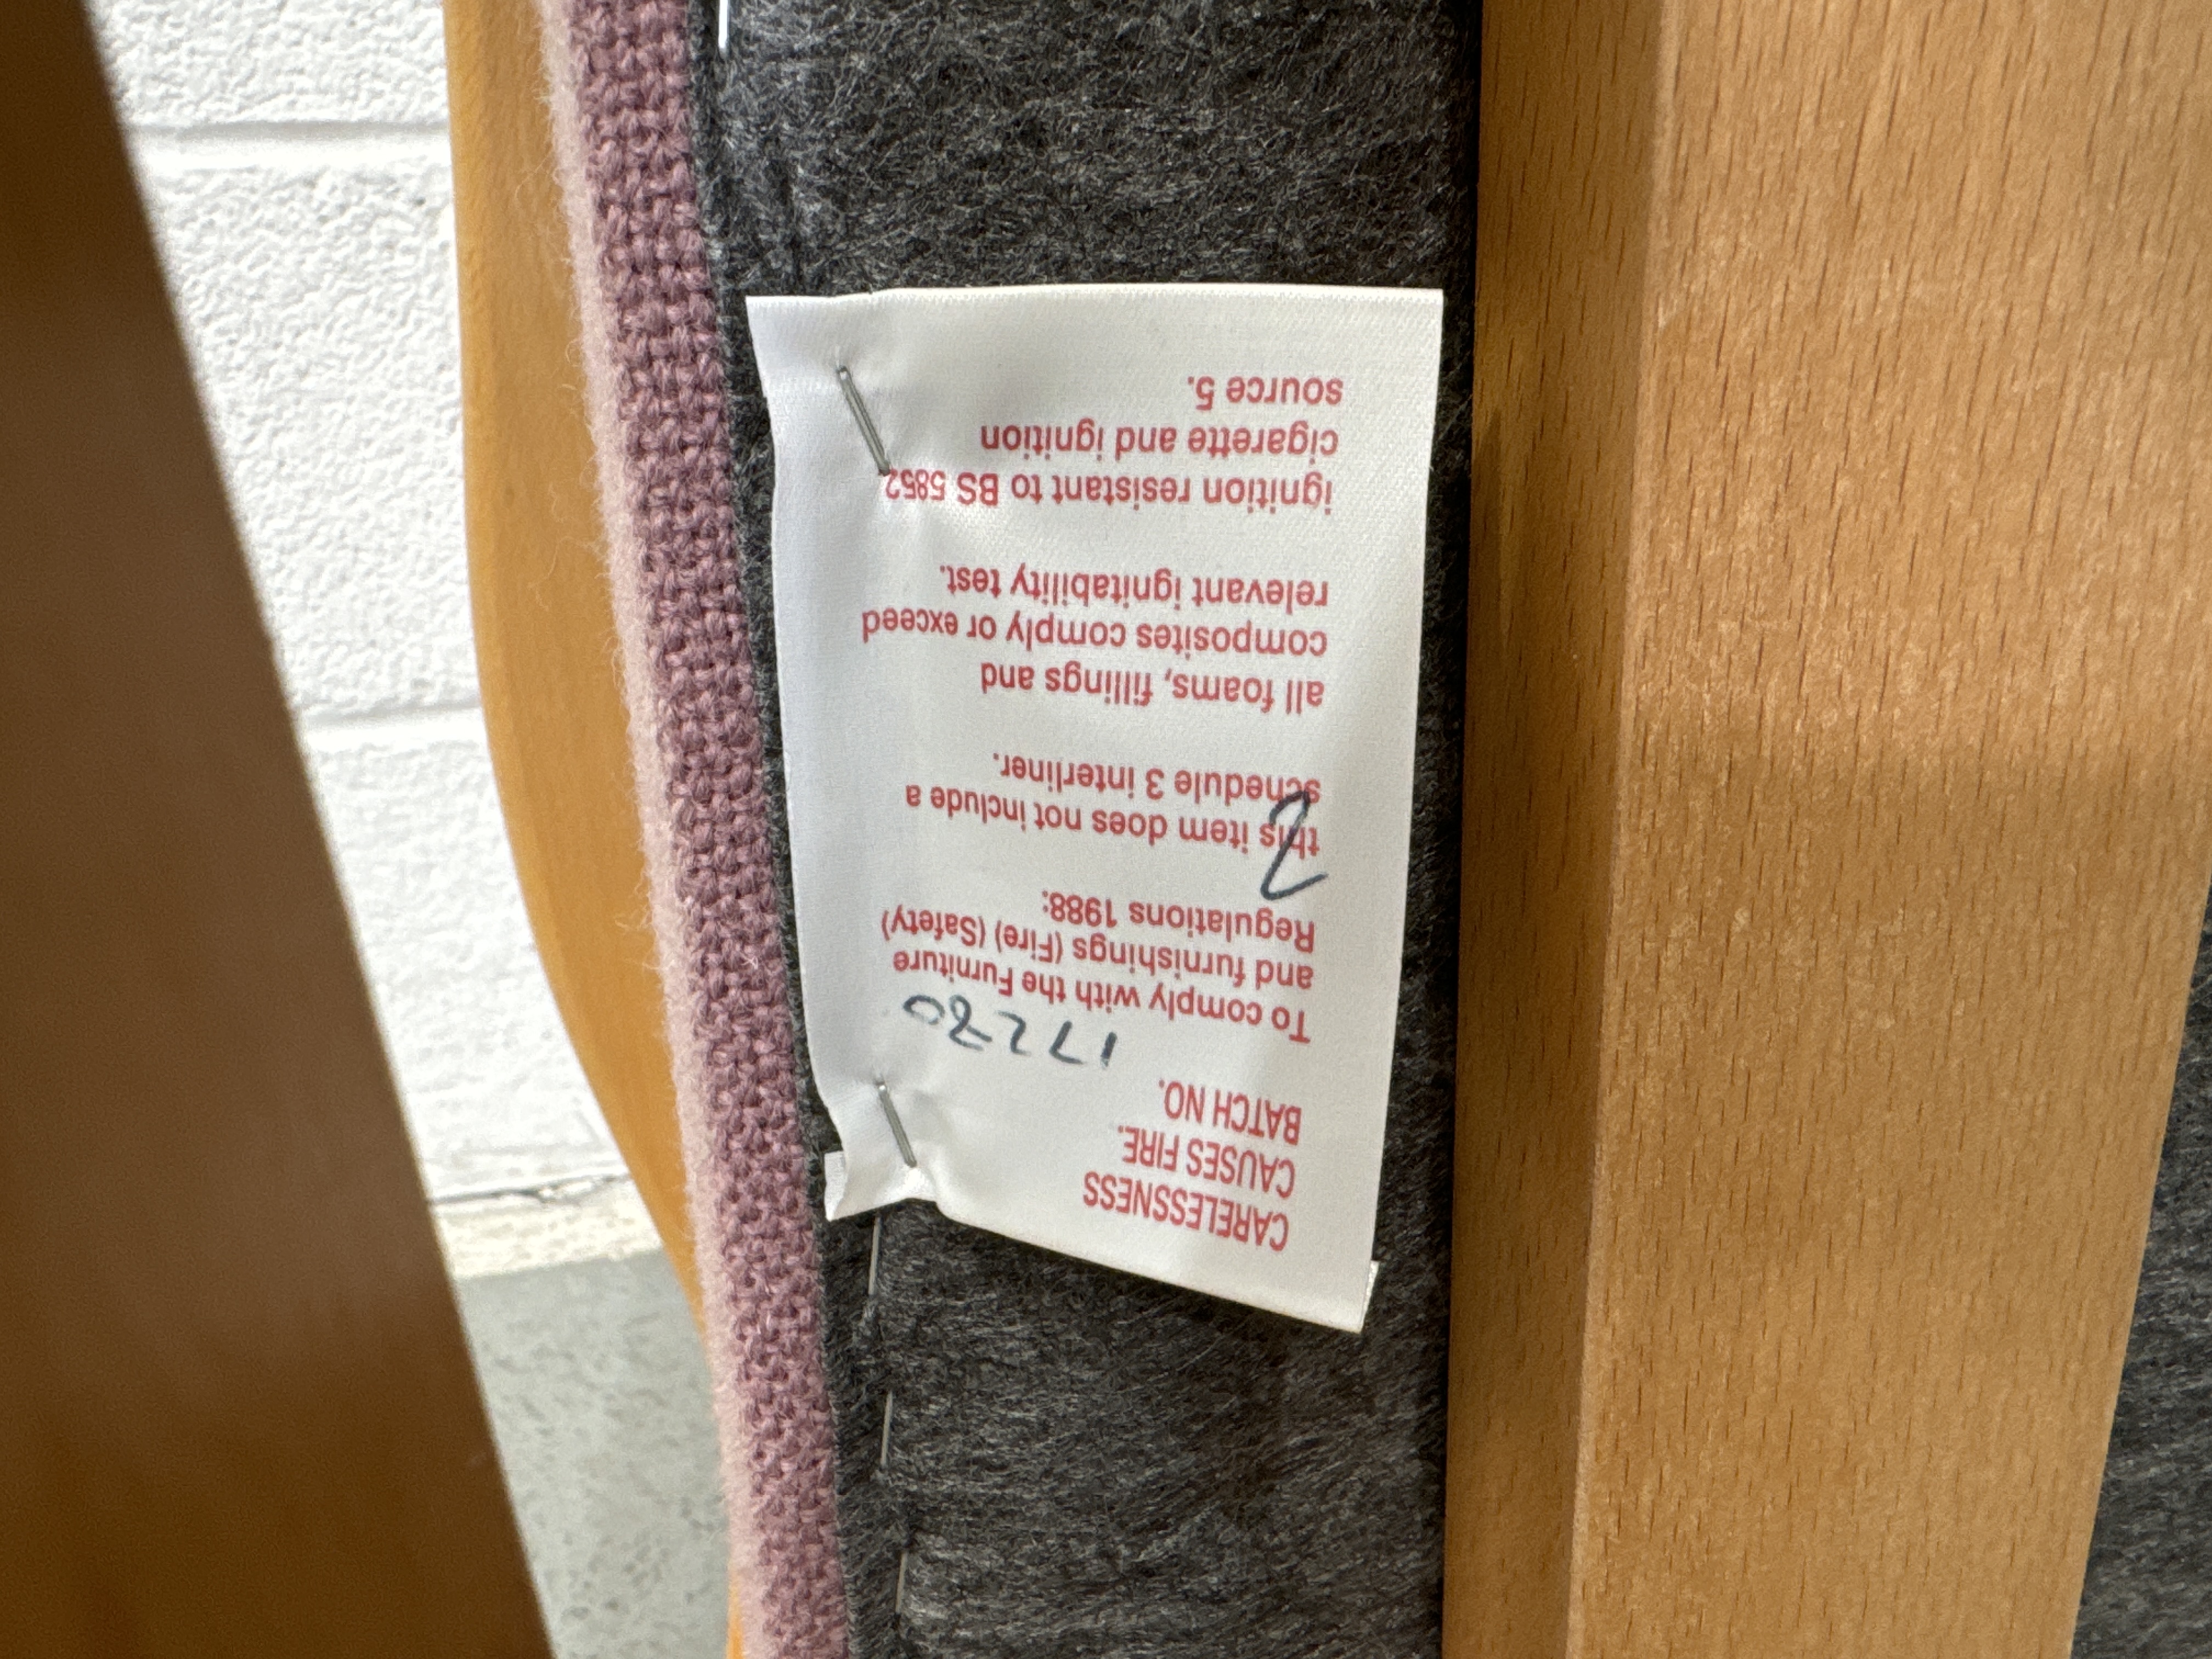 CARELESSNESS
CAUSES FIRE.
BATCH NO.
17280
To comply with the Furniture
and furnishings (Fire) (Safety)
Regulations 1988:
2
this item does not include a
schedule 3 interliner.
all foams, fillings and
composites comply or exceed
relevant ignitability test.
ignition resistant to BS 5852
cigarette and ignition
source 5.